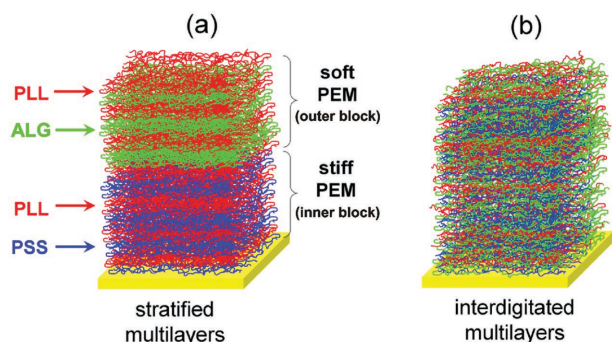 (a)
PLL
ALG
PLL
PSS
soft
PEM
(outer block)
stiff
PEM
(inner block)
stratified
multilayers
(b)
interdigitated
multilayers